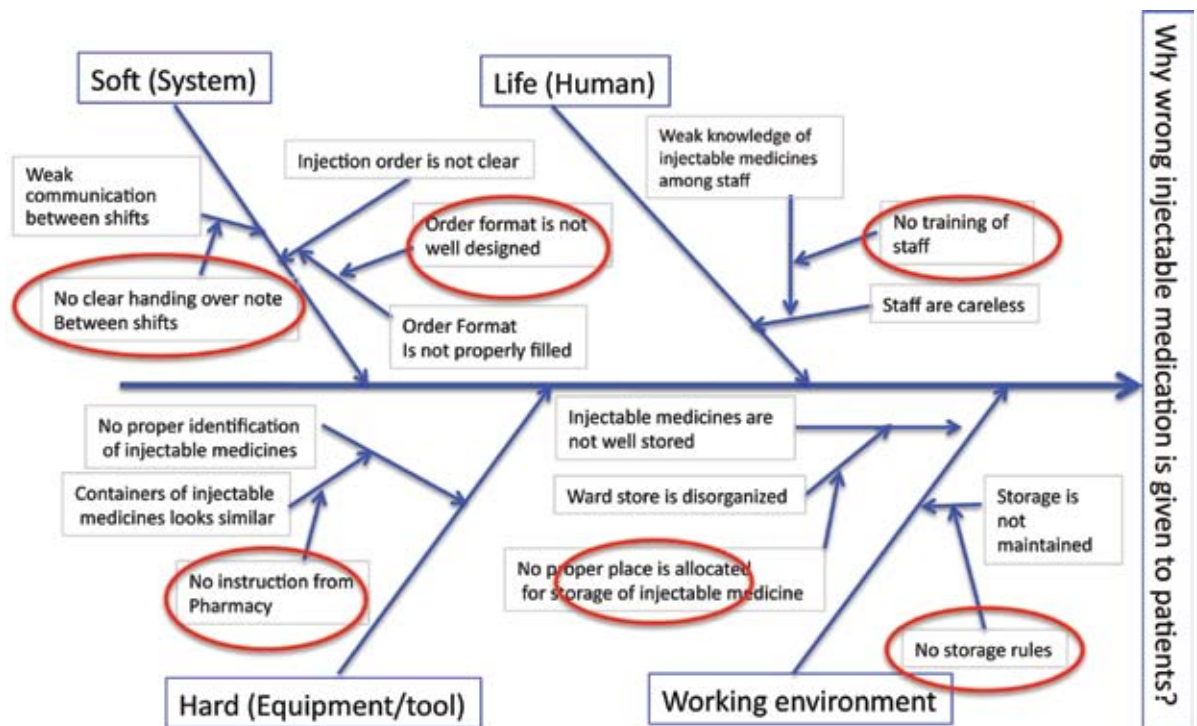 Soft (System)
Life (Human)
Weak
communication
between shifts
Injection order is not clear
Order format is not
well designed
No clear handing over note
Between shifts
Order Format
Is not properly filled
Weak knowledge of
injectable medicines
among staff
No training of
staff
Staff are careless
No proper identification
of injectable medicines
Containers of injectable
medicines looks similar
No instruction from
Pharmacy
Injectable medicines are
not well stored
Ward store is disorganized
No proper place is allocated
for storage of injectable medicine
Storage is
not
maintained
No storage rules
Hard (Equipment/tool)
Working environment
Why wrong injectable medication is given to patients?